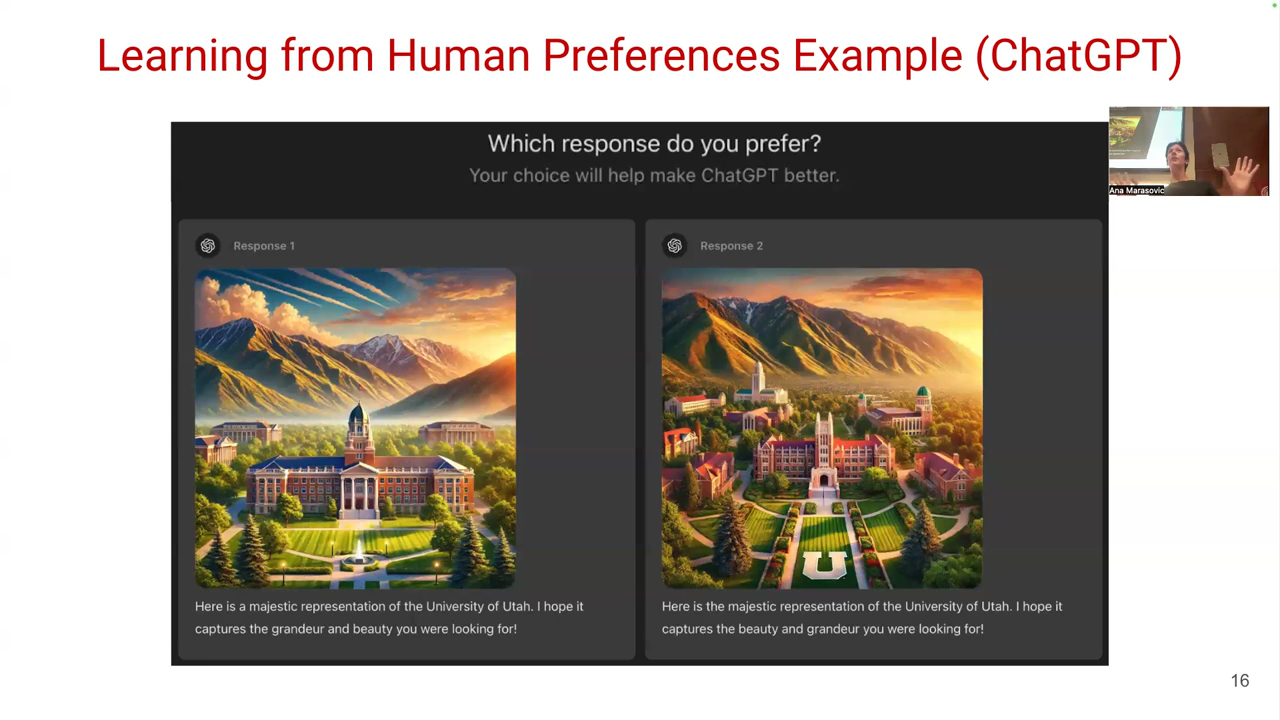 Learning from Human Preferences Example (ChatGPT)
Which response do you prefer?
Your choice will help make ChatGPT better.
Ana Marasovic
Response 1
Here is a majestic representation of the University of Utah. I hope it
captures the grandeur and beauty you were looking for!
Response 2
U
Here is the majestic representation of the University of Utah. I hope it
captures the beauty and grandeur you were looking for!
16